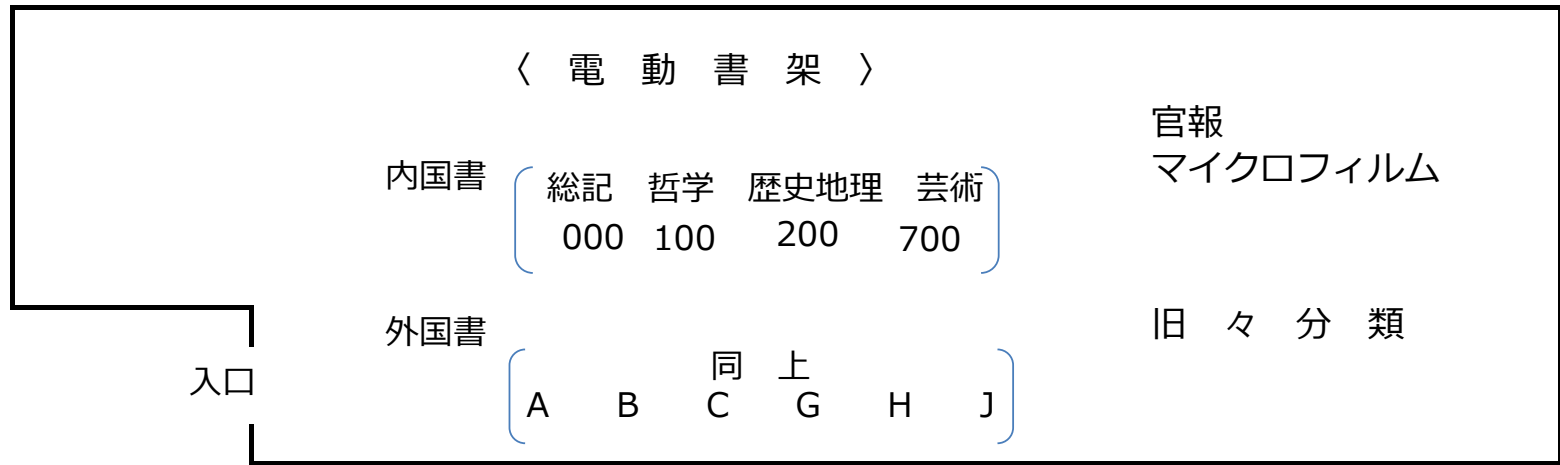 〈 電 動 書 架 〉
官報
マイクロフィルム
内国書
総記 哲学 歴史地理 芸術
000 100 200 700
外国書
同 上
A B C G H J
旧 々 分 類
入口